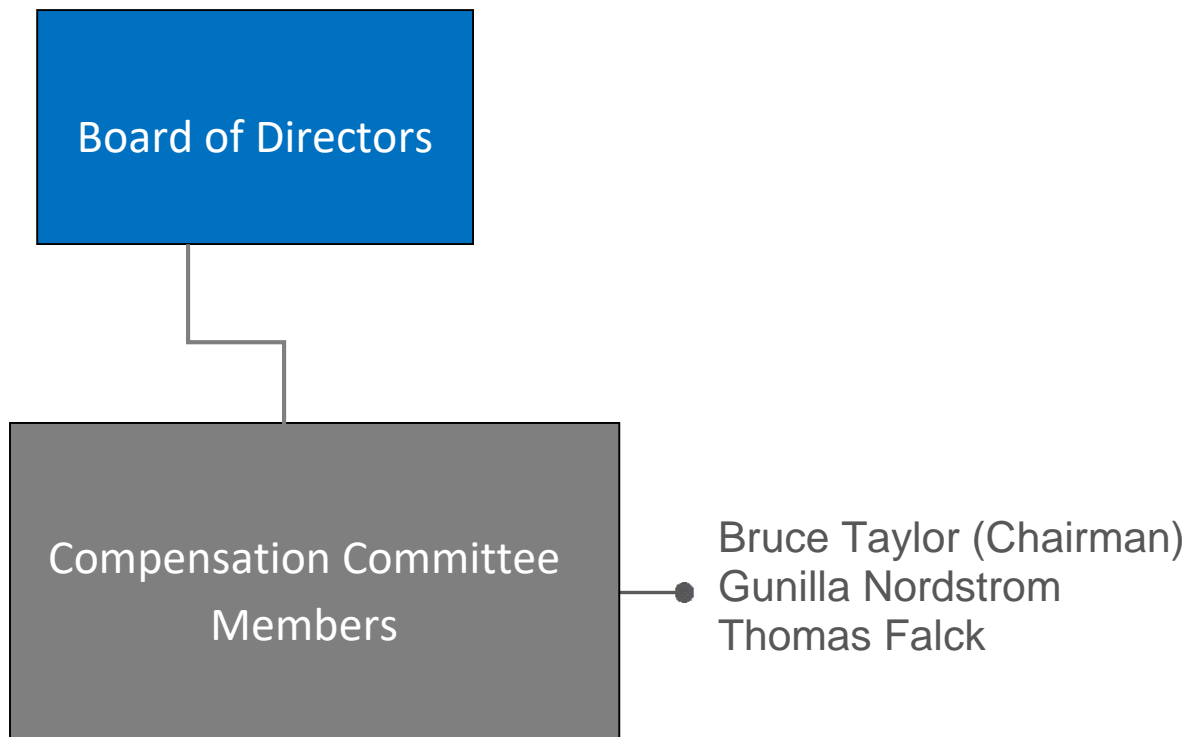 Board of Directors
Compensation Committee
Members
Bruce Taylor (Chairman)
Gunilla Nordstrom
Thomas Falck